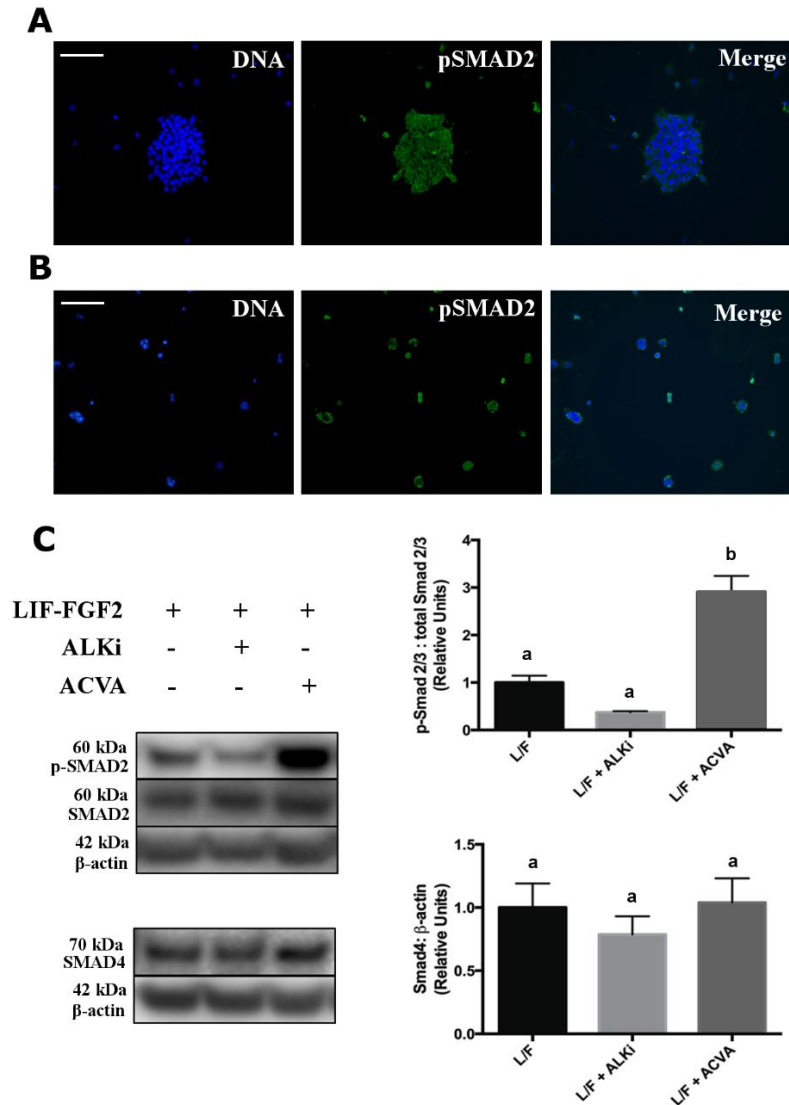 A
DNA
pSMAD2
Merge
B
DNA
pSMAD2
Merge
C
LIF-FGF2 + + +
ALKi - + -
ACVA - - +
60 kDa
p-SMAD2
60 kDa
SMAD2
42 kDa
β-actin
70 kDa
SMAD4
42 kDa
β-actin
p-Smad 2/3 : total Smad 2/3
(Relative Units)
4
3
2
1
0
a
a
b
L/F
L/F + ALKi
L/F + ACVA
Smad4: β-actin
(Relative Units)
1.5
1.0
0.5
0.0
a
a
a
L/F
L/F + ALKi
L/F + ACVA